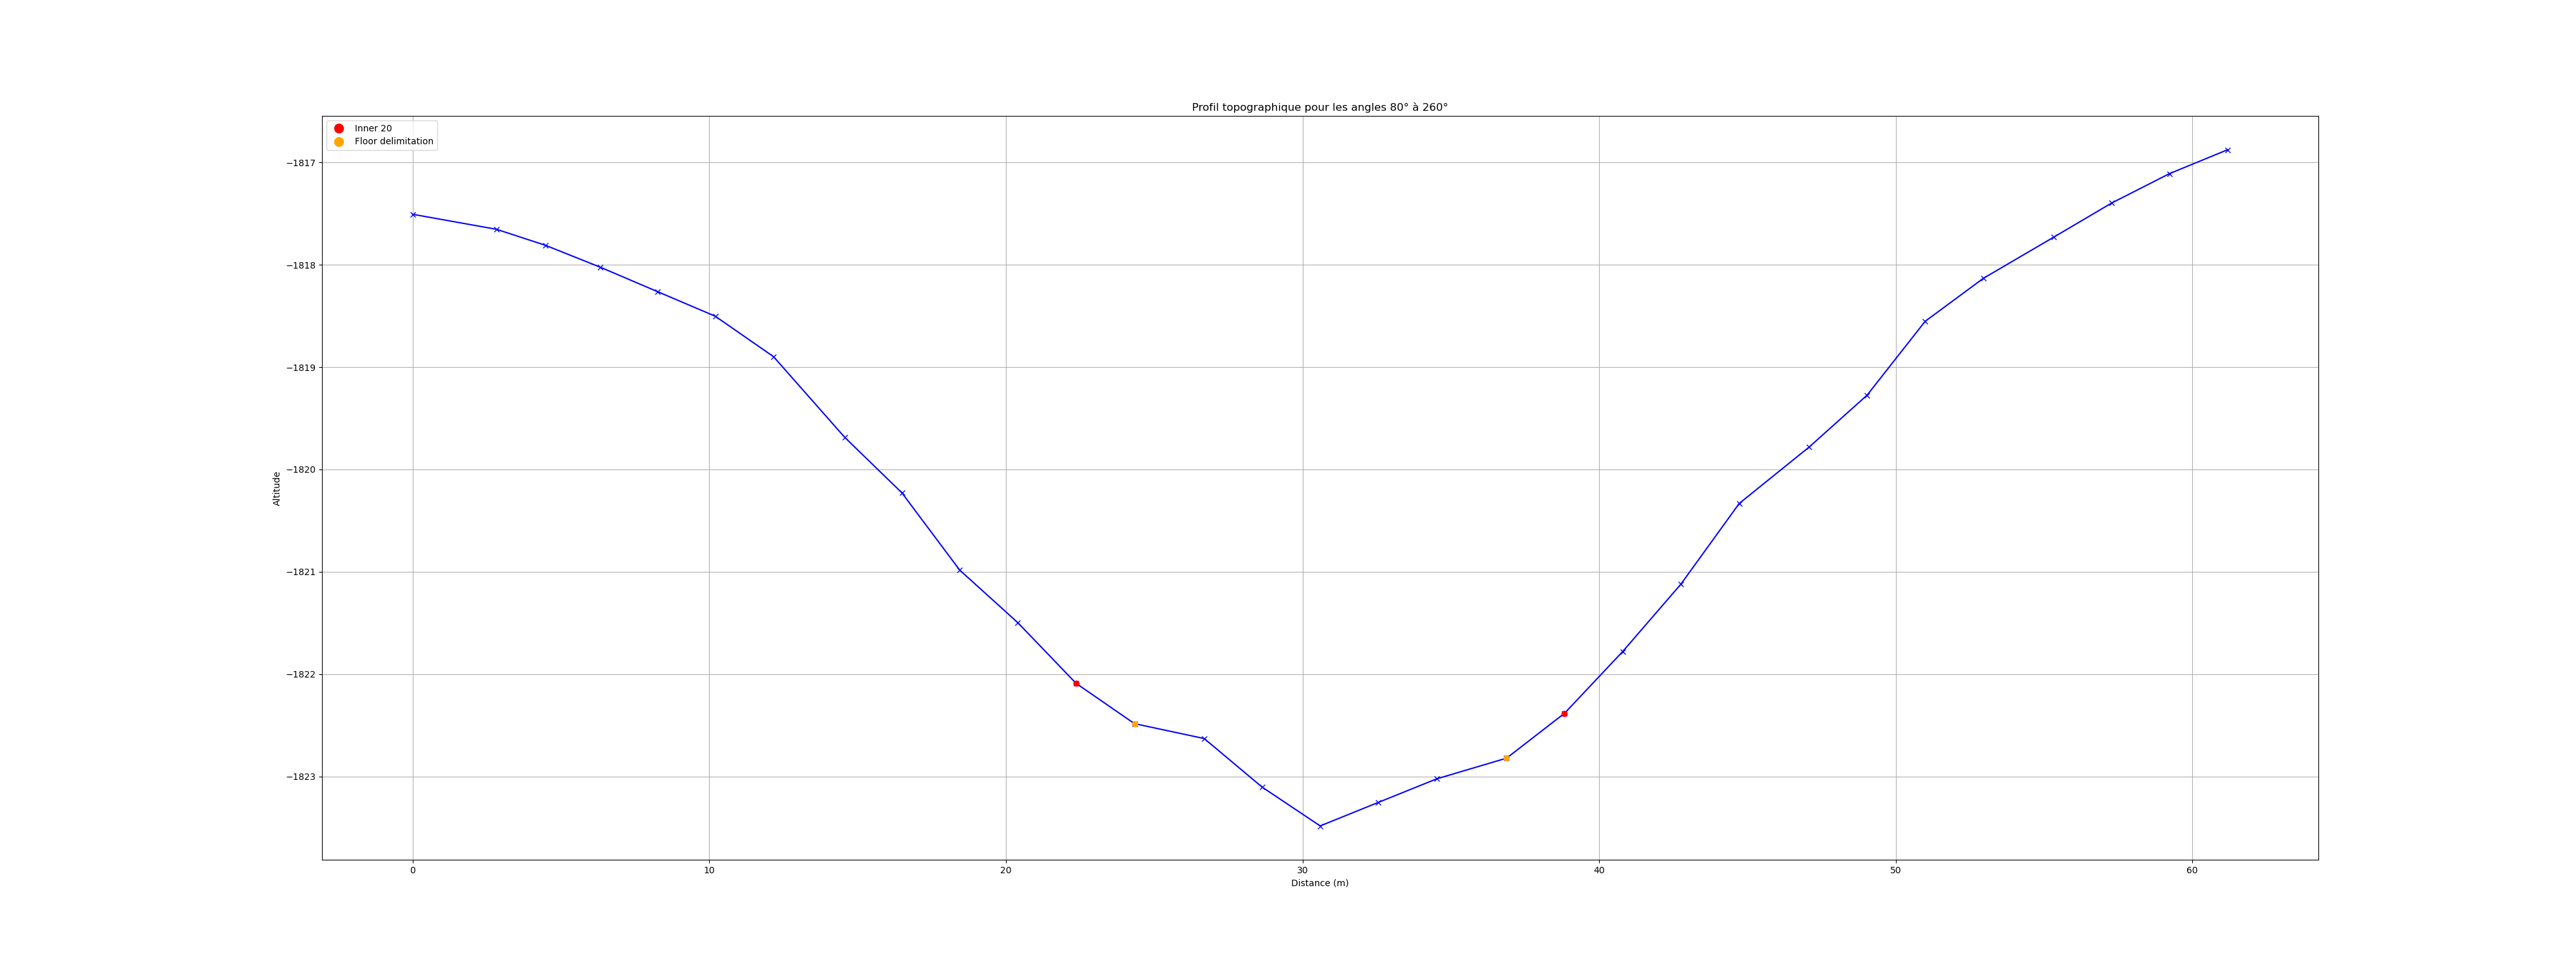 Profil topographique pour les angles 80° à 260°
Inner 20
Floor delimitation
−1817
−1818
−1819
−1820
−1821
−1822
−1823
Altitude
0 10 20 30 40 50 60
Distance (m)